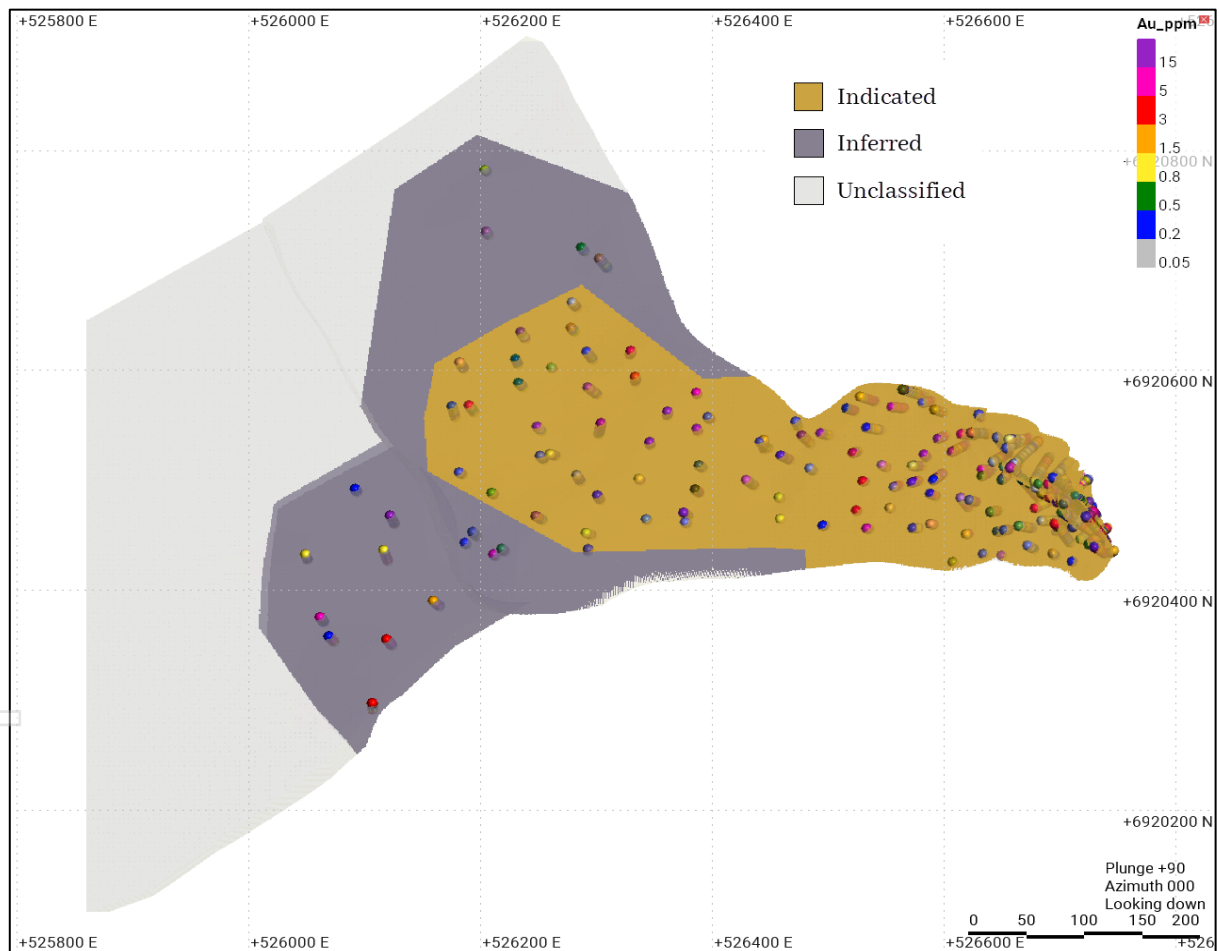 +525800 E
+526000 E
+526200 E
+526400 E
+526600 E
Au_ppm
15
5
3
1.5
0.8
0.5
0.2
0.05
Indicated
Inferred
Unclassified
+6920800 N
+6920600 N
+6920400 N
+6920200 N
Plunge +90
Azimuth 000
Looking down
0 50 100 150 200
+525800 E
+526000 E
+526200 E
+526400 E
+526600 E
+526